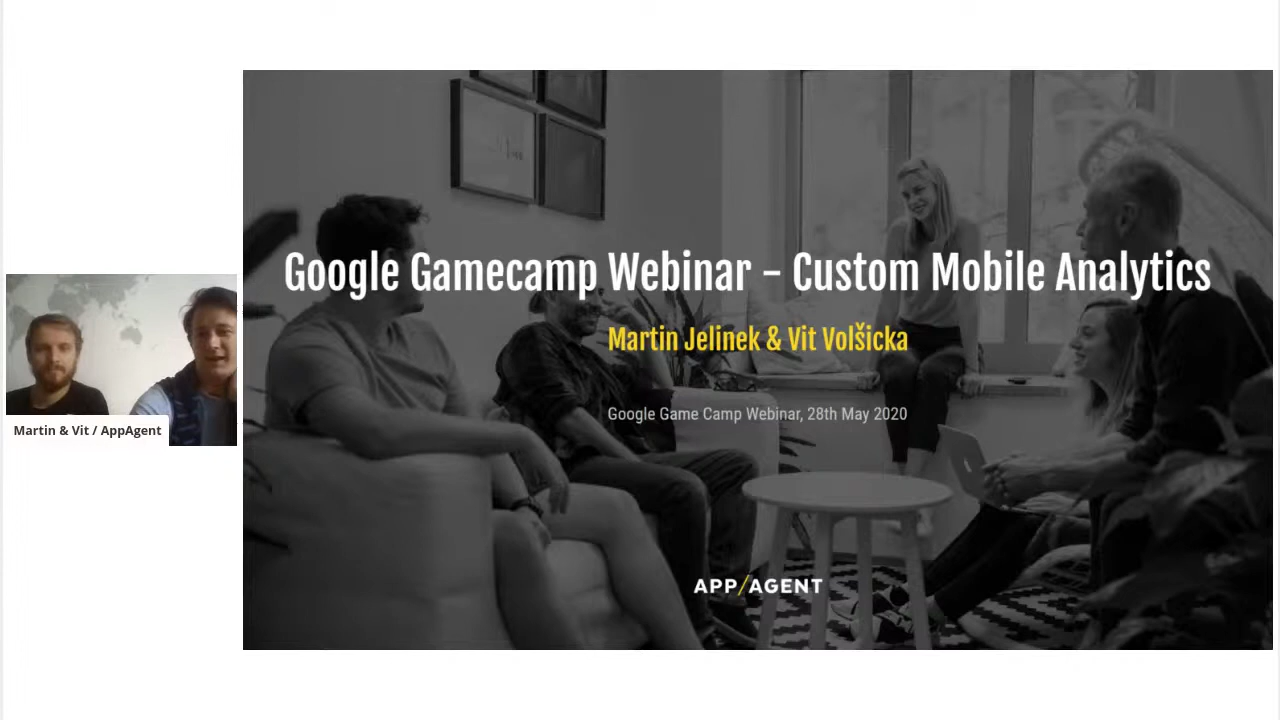 Google Gamecamp Webinar – Custom Mobile Analytics
Martin Jelinek & Vit Volšicka
Google Game Camp Webinar, 28th May 2020
Martin & Vit / AppAgent
APP/AGENT